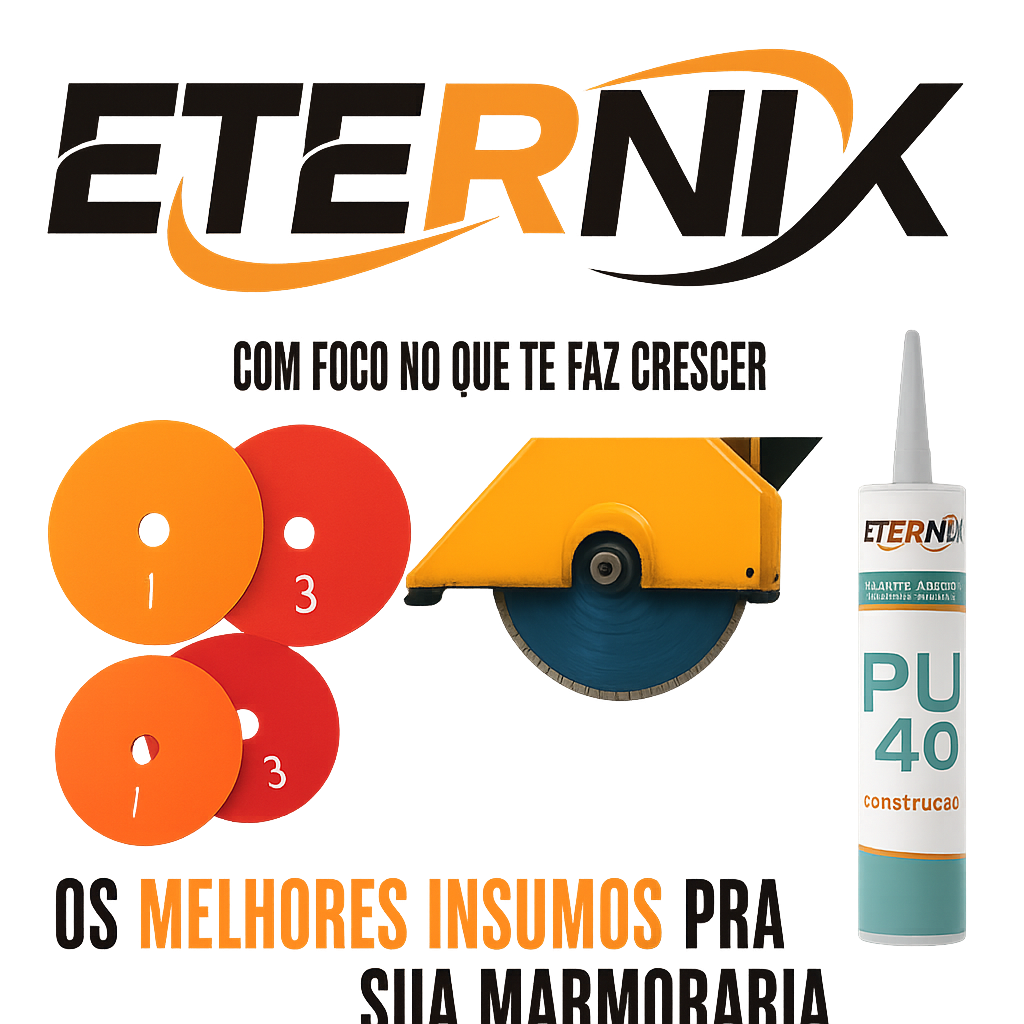 ETERNIX
COM FOCO NO QUE TE FAZ CRESCER
1
3
ETERNIX
PU
40
construcao
1
3
OS MELHORES INSUMOS PRA
SUA MARMORARIA